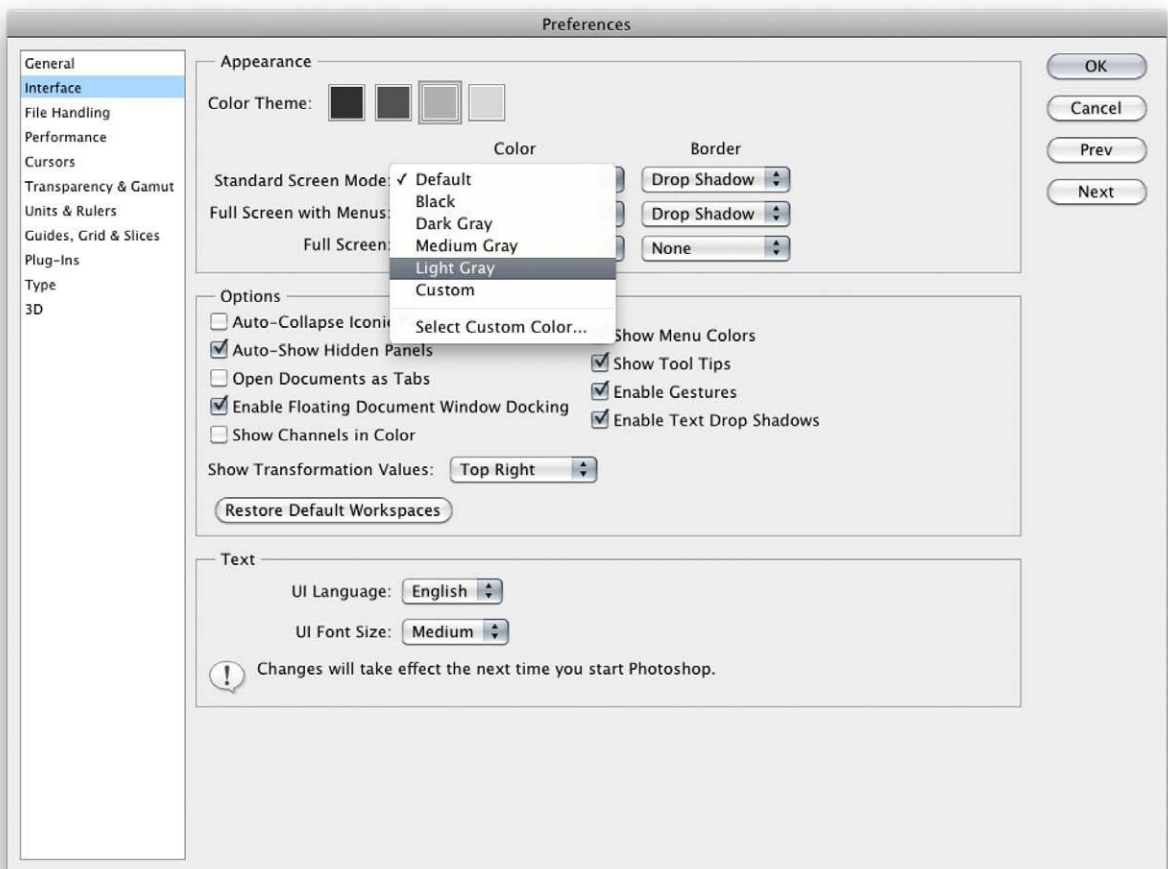 Preferences
General
Interface
File Handling
Performance
Cursors
Transparency & Gamut
Units & Rulers
Guides, Grid & Slices
Plug-Ins
Type
3D
Appearance
Color Theme:
Color Border
Standard Screen Mode: ✓ Default Drop Shadow
Black
Full Screen with Menus: Drop Shadow
Dark Gray
Medium Gray
Full Screen: None
Light Gray
Custom
Select Custom Color...
Options
Auto-Collapse Iconic
Auto-Show Hidden Panels
Open Documents as Tabs
Enable Floating Document Window Docking
Show Channels in Color
Show Menu Colors
Show Tool Tips
Enable Gestures
Enable Text Drop Shadows
Show Transformation Values: Top Right
Restore Default Workspaces
Text
UI Language: English
UI Font Size: Medium
! Changes will take effect the next time you start Photoshop.
OK
Cancel
Prev
Next